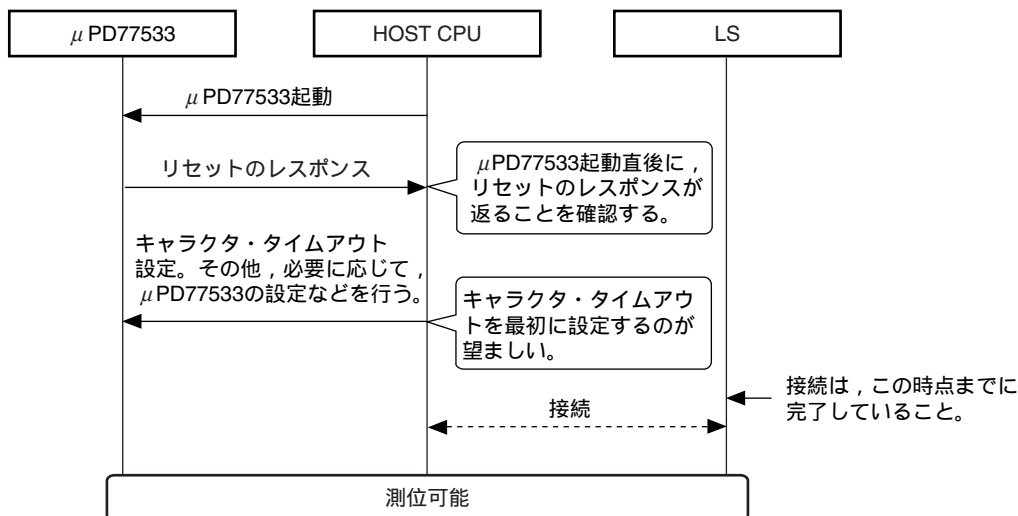 μ PD77533
HOST CPU
LS
μ PD77533起動
リセットのレスポンス
μPD77533起動直後に，
リセットのレスポンスが
返ることを確認する。
キャラクタ・タイムアウト
設定。その他，必要に応じて，
μPD77533の設定などを行う。
キャラクタ・タイムアウ
トを最初に設定するのが
望ましい。
接続は，この時点までに
完了していること。
接続
測位可能